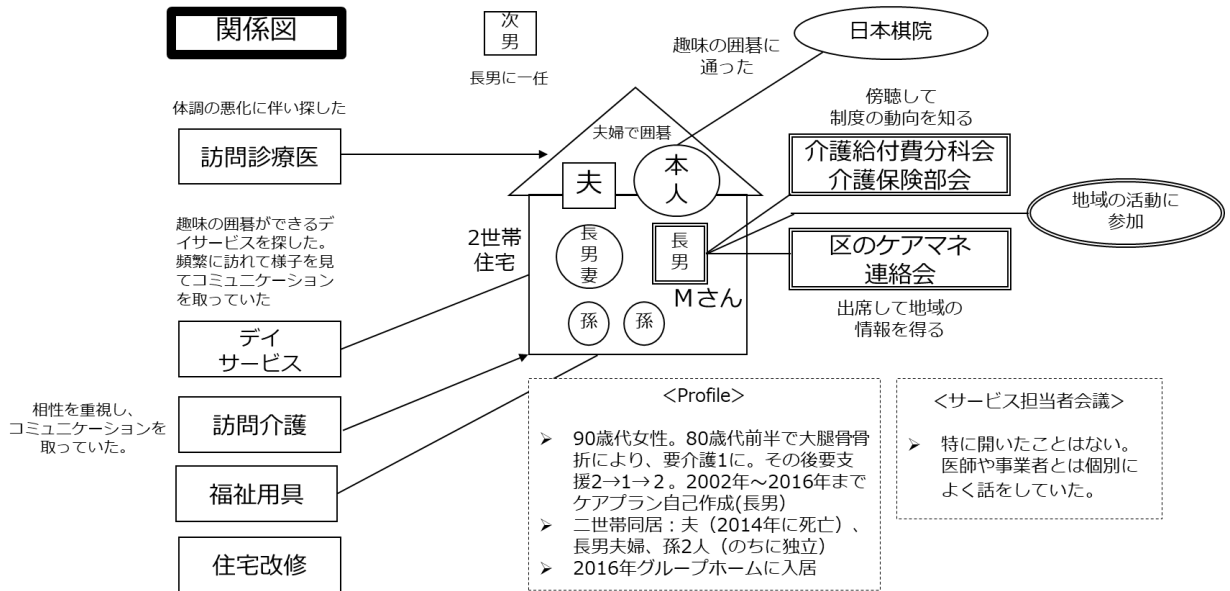 関係図
次
男
長男に一任
日本棋院
趣味の囲碁に
通った
体調の悪化に伴い探した
訪問診療医
夫婦で囲碁
夫
本
人
傍聴して
制度の動向を知る
介護給付費分科会
介護保険部会
地域の活動に
参加
趣味の囲碁ができるデ
イサービスを探した。
頻繁に訪れて様子を見
てコミュニケーション
を取っていた
2世帯
住宅
長
男
妻
長
男
Mさん
孫
孫
区のケアマネ
連絡会
出席して地域の
情報を得る
デイ
サービス
相性を重視し、
コミュニケーションを
取っていた。
訪問介護
福祉用具
住宅改修
<Profile>
➢ 90歳代女性。80歳代前半で大腿骨骨
折により、要介護1に。その後要支
援2→1→2。2002年~2016年まで
ケアプラン自己作成(長男)
➢ 二世帯同居:夫(2014年に死亡)、
長男夫婦、孫2人(のちに独立)
➢ 2016年グループホームに入居
<サービス担当者会議>
➢ 特に開いたことはない。
医師や事業者とは個別に
よく話をしていた。